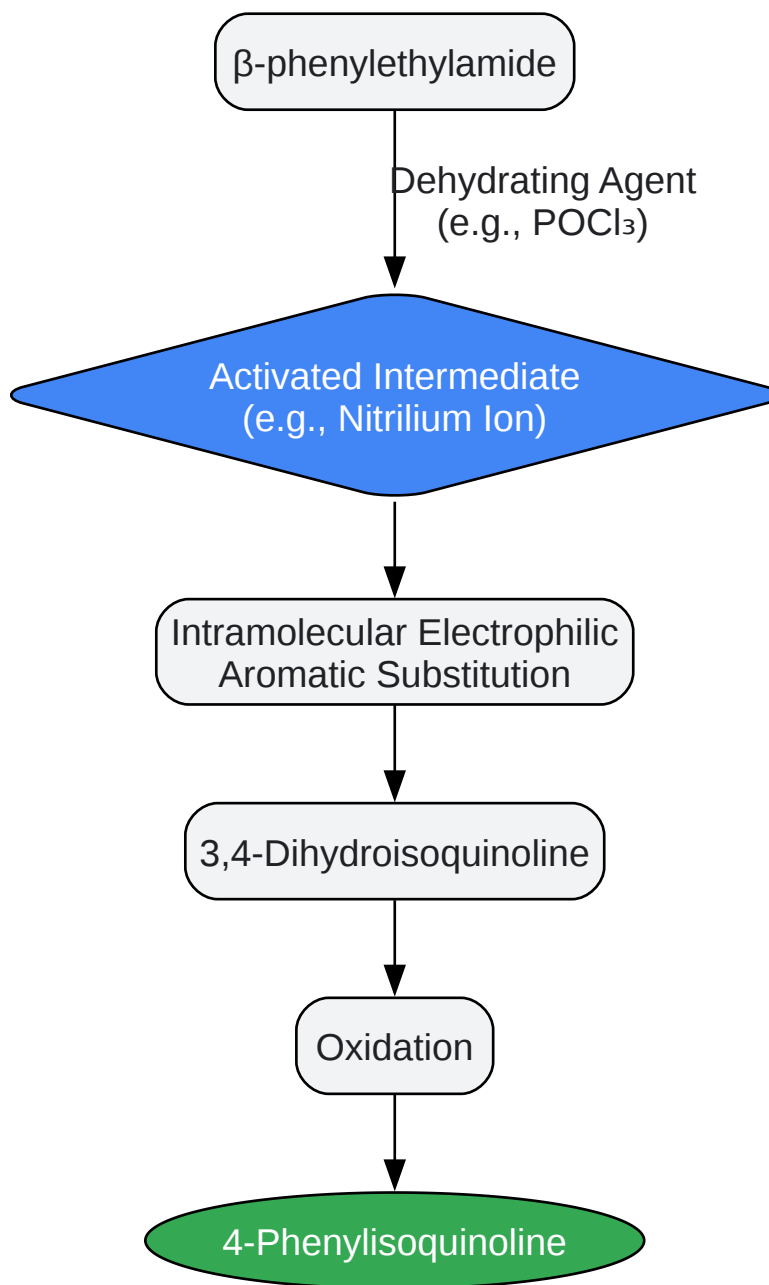 β-phenylethylamide
Dehydrating Agent
(e.g., POCl₃)
Activated Intermediate
(e.g., Nitrilium Ion)
Intramolecular Electrophilic
Aromatic Substitution
3,4-Dihydroisoquinoline
Oxidation
4-Phenylisoquinoline